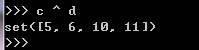 >>> c ^ d
set([5, 6, 10, 11])
>>>